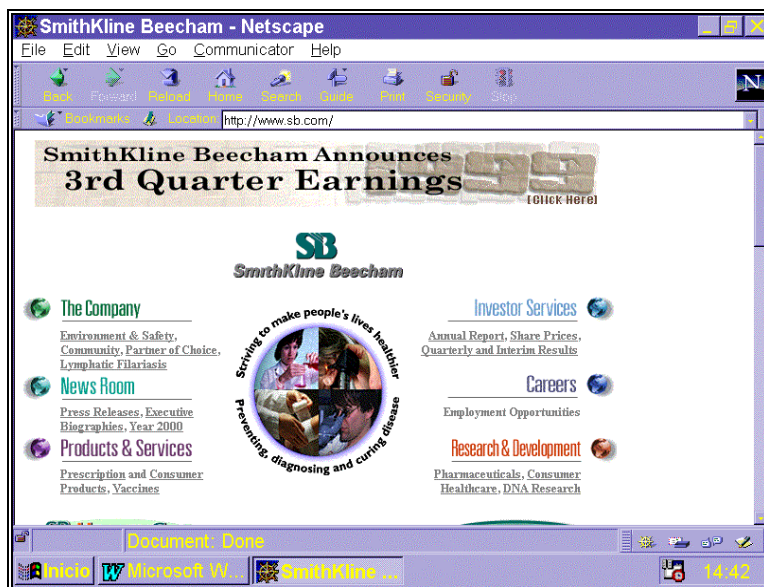 SmithKline Beecham - Netscape
File Edit View Go Communicator Help
Back Forward Reload Home Search Guide Print Security Stop
N
Bookmarks Location http://www.sb.com/
SmithKline Beecham Announces
3rd Quarter Earnings
[Click Here]
SB
SmithKline Beecham
The Company
Environment & Safety,
Community, Partner of Choice,
Lymphatic Filariasis
News Room
Press Releases, Executive
Biographies, Year 2000
Products & Services
Prescription and Consumer
Products, Vaccines
Striving to make people's lives healthier
Preventing, diagnosing and curing disease
Investor Services
Annual Report, Share Prices,
Quarterly and Interim Results
Careers
Employment Opportunities
Research & Development
Pharmaceuticals, Consumer
Healthcare, DNA Research
Document: Done
Inicio Microsoft W... SmithKline ... 14:42